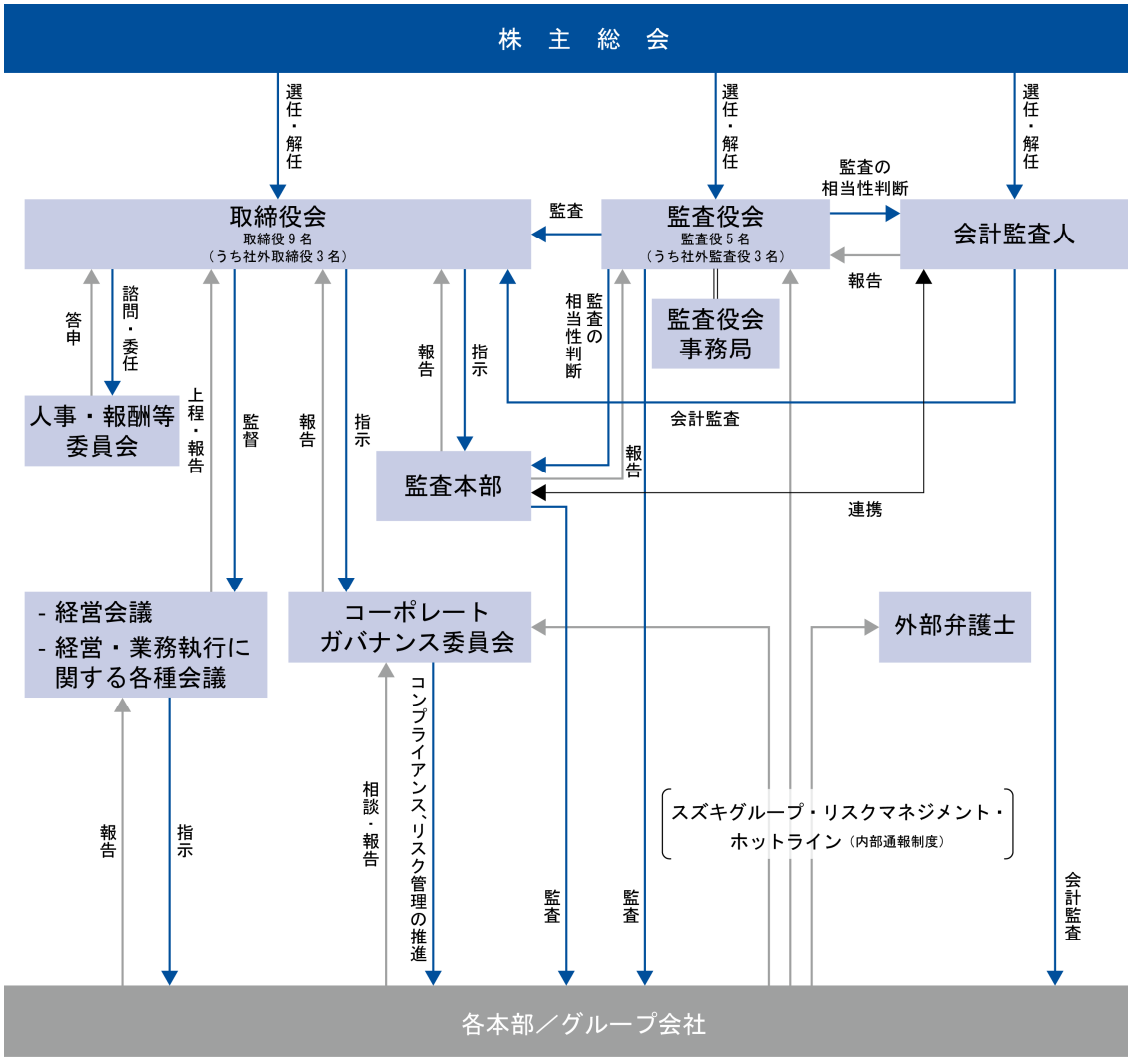 株主総会
選任・解任
選任・解任
選任・解任
監査の
相当性判断
取締役会
取締役9名
（うち社外取締役3名）
監査
監査役会
監査役5名
（うち社外監査役3名）
会計監査人
報告
監査役会
事務局
答申
諮問・委任
上程・報告
監督
報告
指示
報告
指示
監査の
相当性判断
報告
会計監査
人事・報酬等
委員会
監査本部
連携
- 経営会議
- 経営・業務執行に
関する各種会議
コーポレート
ガバナンス委員会
外部弁護士
報告
指示
相談・報告
コンプライアンス、リスク管理の推進
監査
監査
スズキグループ・リスクマネジメント・
ホットライン（内部通報制度）
会計監査
各本部／グループ会社